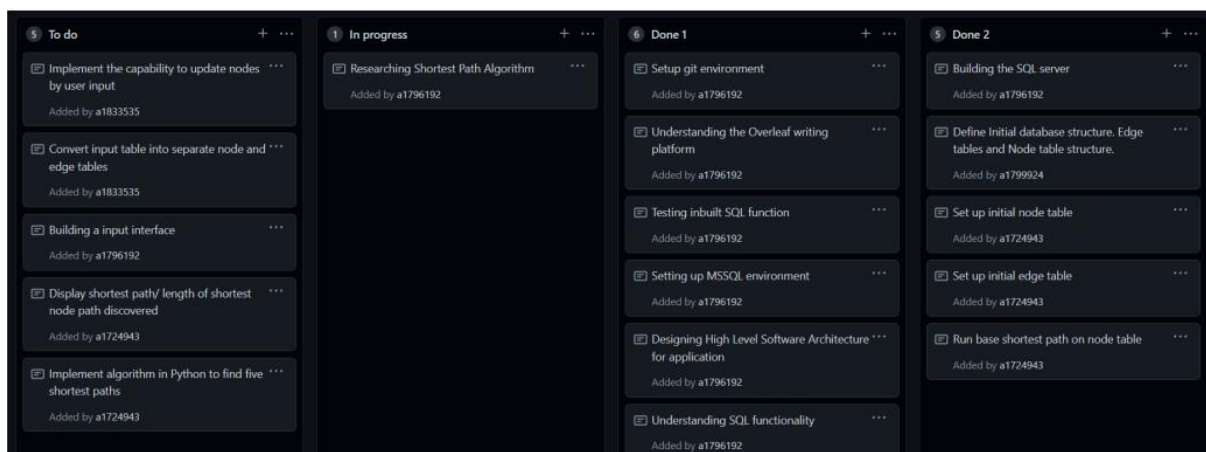 5 To do + ...
Implement the capability to update nodes ...
by user input
Added by a1833535
Convert input table into separate node and ...
edge tables
Added by a1833535
Building a input interface ...
Added by a1796192
Display shortest path/ length of shortest ...
node path discovered
Added by a1724943
Implement algorithm in Python to find five ...
shortest paths
Added by a1724943
1 In progress + ...
Researching Shortest Path Algorithm ...
Added by a1796192
6 Done 1 + ...
Setup git environment ...
Added by a1796192
Understanding the Overleaf writing ...
platform
Added by a1796192
Testing inbuilt SQL function ...
Added by a1796192
Setting up MSSQL environment ...
Added by a1796192
Designing High Level Software Architecture ...
for application
Added by a1796192
Understanding SQL functionality ...
Added by a1796192
5 Done 2 + ...
Building the SQL server ...
Added by a1796192
Define Initial database structure. Edge ...
tables and Node table structure.
Added by a1799924
Set up initial node table ...
Added by a1724943
Set up initial edge table ...
Added by a1724943
Run base shortest path on node table ...
Added by a1724943